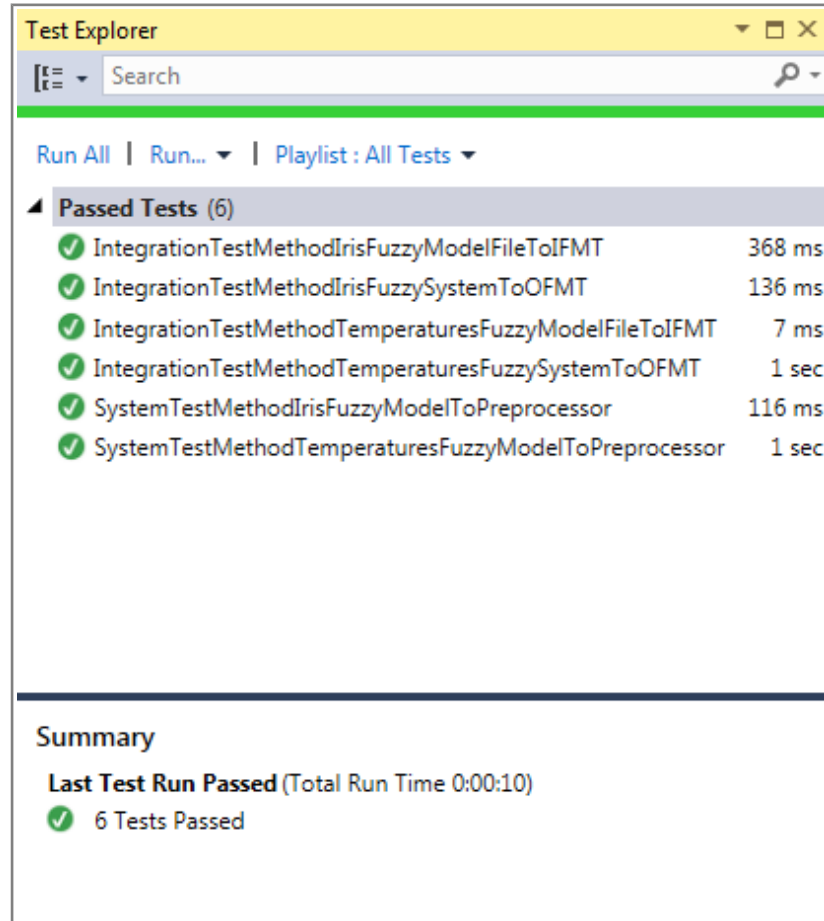 Test Explorer
Search
Run All | Run... | Playlist : All Tests
Passed Tests (6)
IntegrationTestMethodIrisFuzzyModelFileToIFMT 368 ms
IntegrationTestMethodIrisFuzzySystemToOFMT 136 ms
IntegrationTestMethodTemperaturesFuzzyModelFileToIFMT 7 ms
IntegrationTestMethodTemperaturesFuzzySystemToOFMT 1 sec
SystemTestMethodIrisFuzzyModelToPreprocessor 116 ms
SystemTestMethodTemperaturesFuzzyModelToPreprocessor 1 sec
Summary
Last Test Run Passed (Total Run Time 0:00:10)
6 Tests Passed